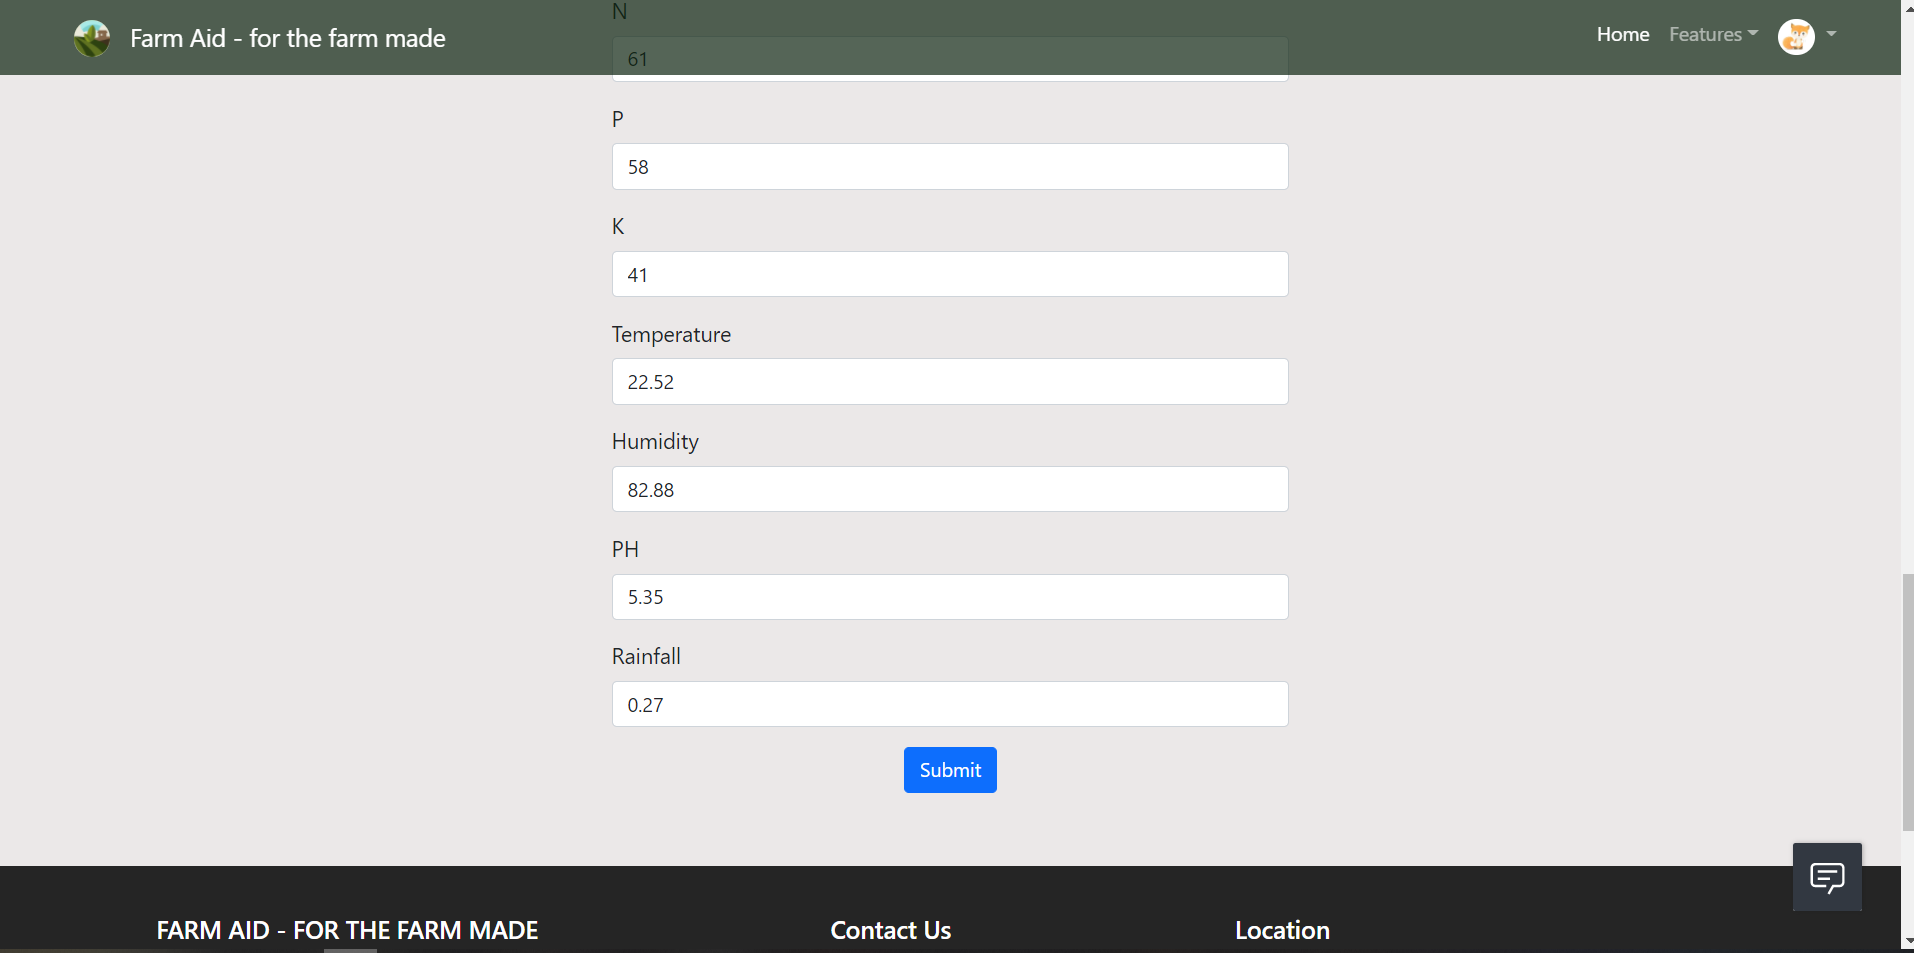 Farm Aid - for the farm made
Home
Features
N
61
P
58
K
41
Temperature
22.52
Humidity
82.88
PH
5.35
Rainfall
0.27
Submit
FARM AID - FOR THE FARM MADE
Contact Us
Location